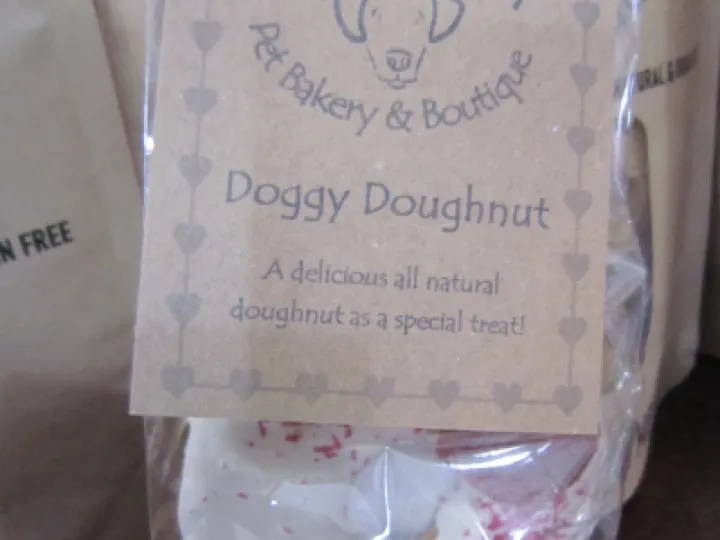 Pet Bakery & Boutique
Doggy Doughnut
A delicious all natural
doughnut as a special treat!
N FREE